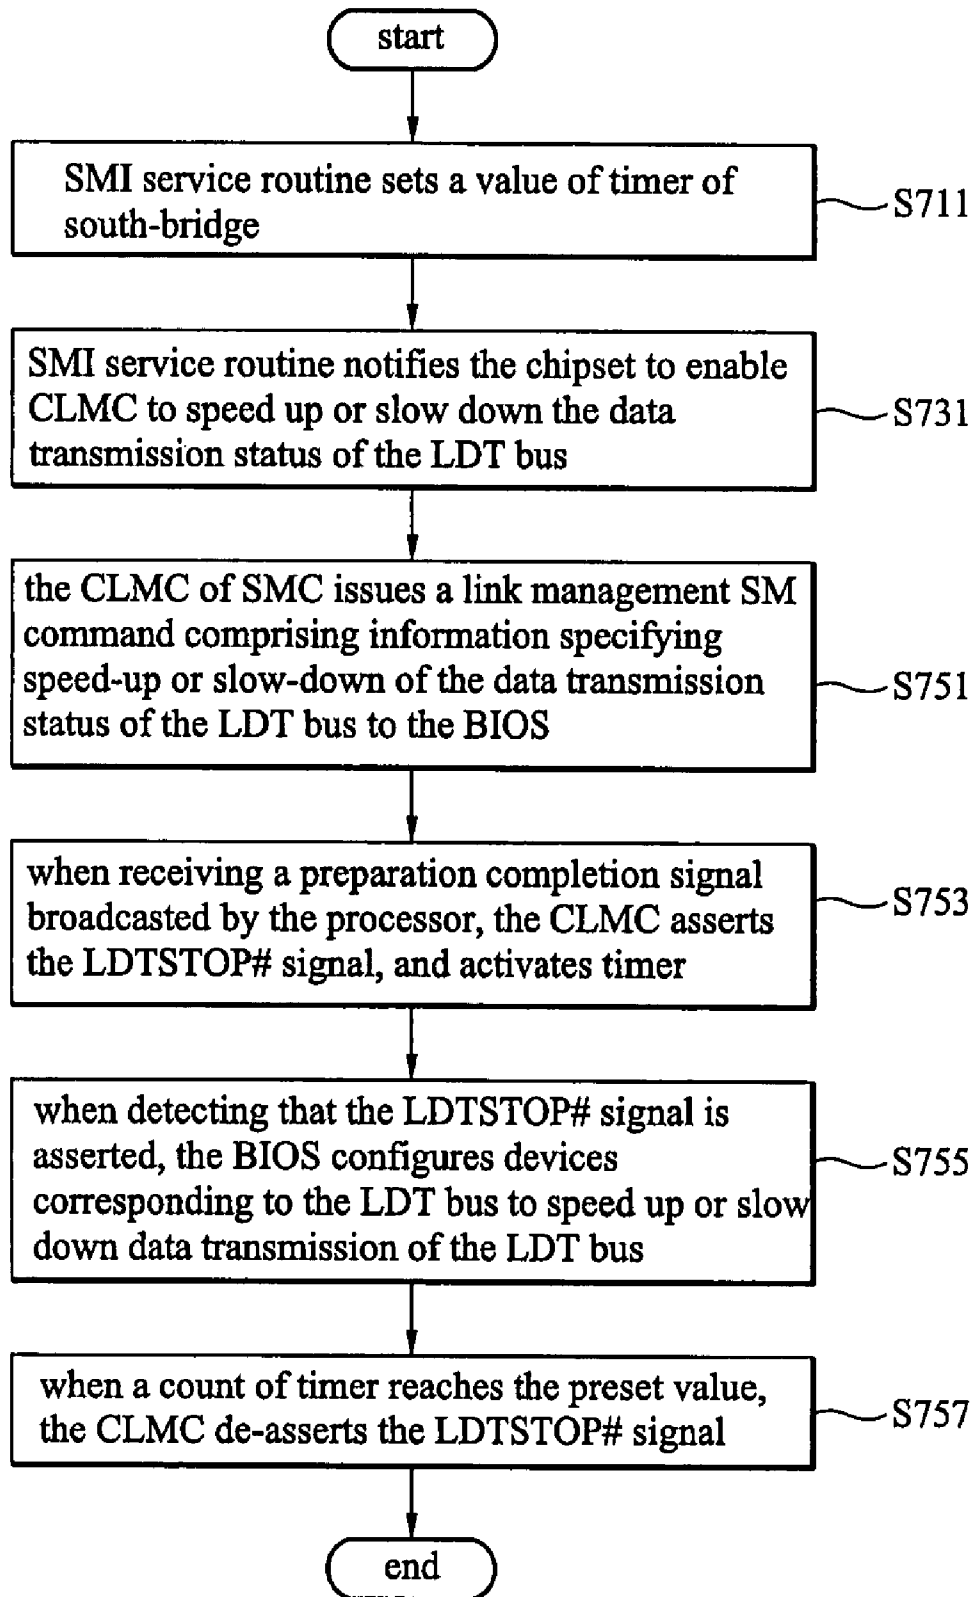 start
SMI service routine sets a value of timer of
south-bridge
S711
SMI service routine notifies the chipset to enable
CLMC to speed up or slow down the data
transmission status of the LDT bus
S731
the CLMC of SMC issues a link management SM
command comprising information specifying
speed-up or slow-down of the data transmission
status of the LDT bus to the BIOS
S751
when receiving a preparation completion signal
broadcasted by the processor, the CLMC asserts
the LDTSTOP# signal, and activates timer
S753
when detecting that the LDTSTOP# signal is
asserted, the BIOS configures devices
corresponding to the LDT bus to speed up or slow
down data transmission of the LDT bus
S755
when a count of timer reaches the preset value,
the CLMC de-asserts the LDTSTOP# signal
S757
end